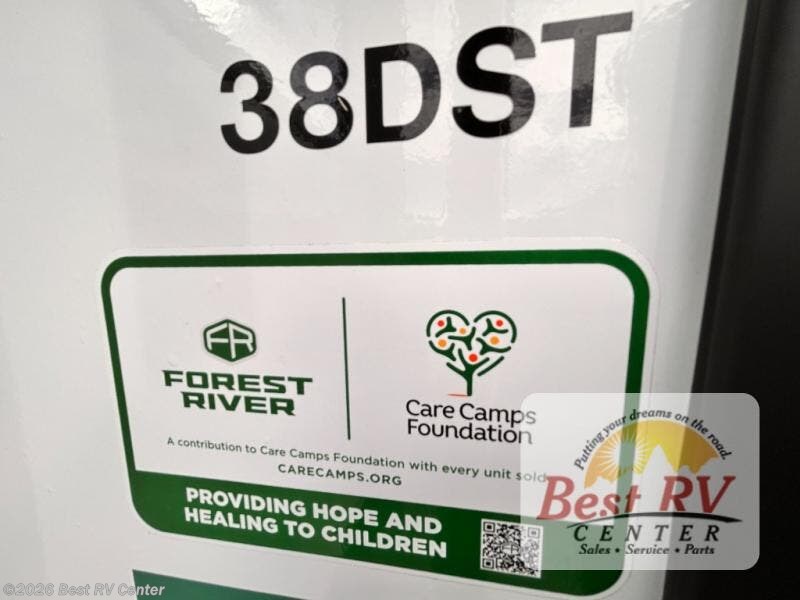 38DST
FR
FOREST
RIVER
Care Camps
Foundation
A contribution to Care Camps Foundation with every unit sold.
CARECAMPS.ORG
PROVIDING HOPE AND
HEALING TO CHILDREN
FR
Putting your dreams on the road.
Best RV
CENTER
Sales • Service • Parts
©2026 Best RV Center